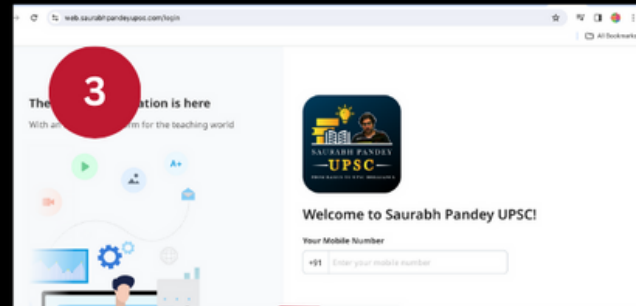 web.saurabhpandeyupsc.com/login
All Bookmarks
3
The ation is here
With an rm for the teaching world
A+
SAURABH PANDEY
UPSC
Welcome to Saurabh Pandey UPSC!
Your Mobile Number
+91 Enter your mobile number